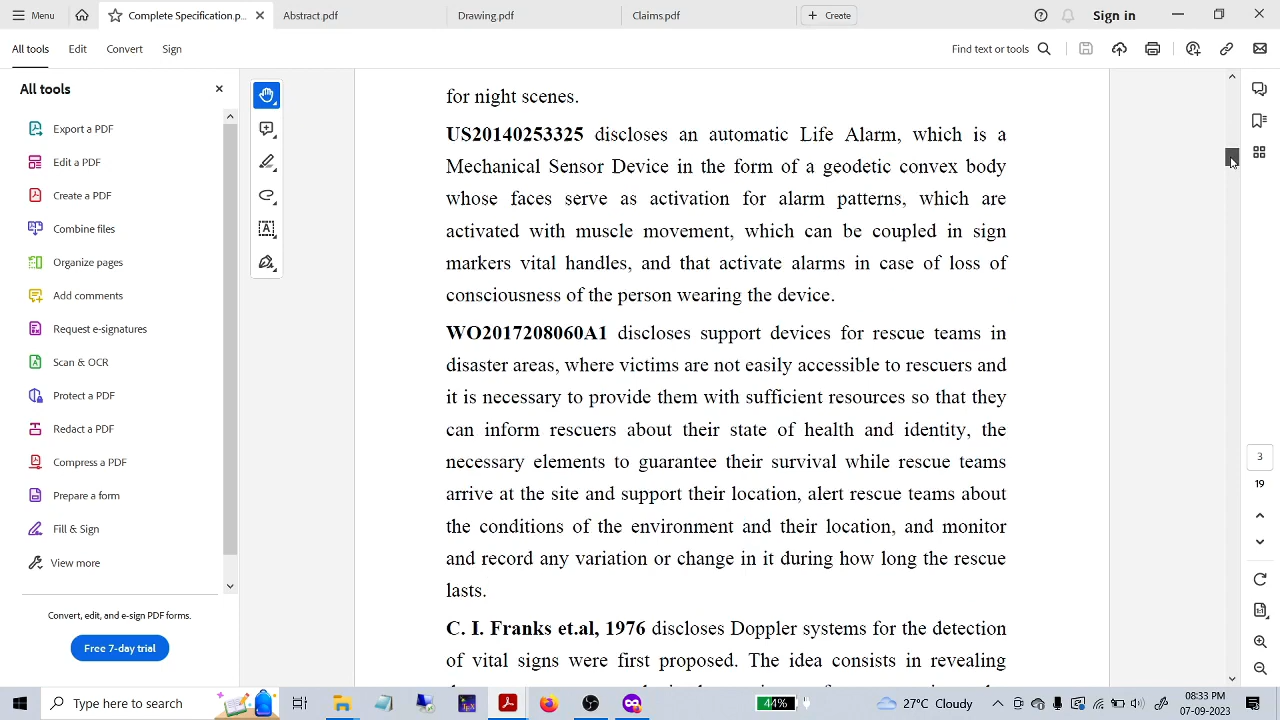 Menu
Complete Specification.p...
Abstract.pdf
Drawing.pdf
Claims.pdf
Create
Sign in
All tools
Edit
Convert
Sign
Find text or tools
All tools
Export a PDF
Edit a PDF
Create a PDF
Combine files
Organize pages
Add comments
Request e-signatures
Scan & OCR
Protect a PDF
Redact a PDF
Compress a PDF
Prepare a form
Fill & Sign
View more
Convert, edit, and e-sign PDF forms.
Free 7-day trial
for night scenes.
US20140253325 discloses an automatic Life Alarm, which is a
Mechanical Sensor Device in the form of a geodetic convex body
whose faces serve as activation for alarm patterns, which are
activated with muscle movement, which can be coupled in sign
markers vital handles, and that activate alarms in case of loss of
consciousness of the person wearing the device.
WO2017208060A1 discloses support devices for rescue teams in
disaster areas, where victims are not easily accessible to rescuers and
it is necessary to provide them with sufficient resources so that they
can inform rescuers about their state of health and identity, the
necessary elements to guarantee their survival while rescue teams
arrive at the site and support their location, alert rescue teams about
the conditions of the environment and their location, and monitor
and record any variation or change in it during how long the rescue
lasts.
C. I. Franks et.al, 1976 discloses Doppler systems for the detection
of vital signs were first proposed. The idea consists in revealing
3
19
Type here to search
44%
27°C Cloudy
08:33 PM
07-09-2023